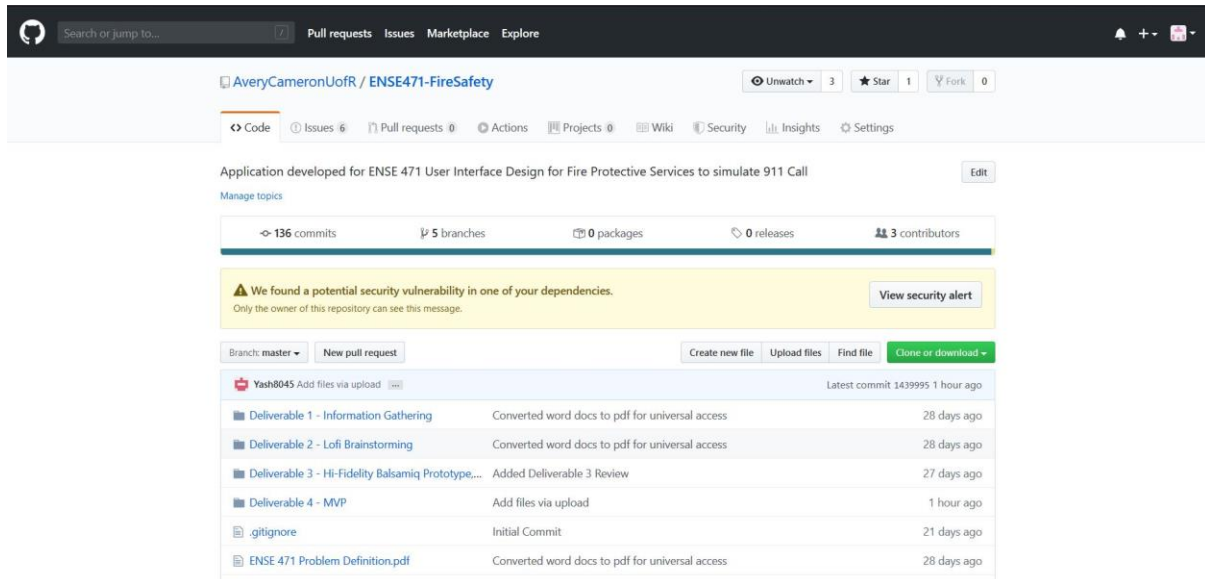 Search or jump to... / Pull requests Issues Marketplace Explore
AveryCameronUofR / ENSE471-FireSafety Unwatch 3 Star 1 Fork 0
Code Issues 6 Pull requests 0 Actions Projects 0 Wiki Security Insights Settings
Application developed for ENSE 471 User Interface Design for Fire Protective Services to simulate 911 Call Edit
Manage topics
136 commits 5 branches 0 packages 0 releases 3 contributors
We found a potential security vulnerability in one of your dependencies.
Only the owner of this repository can see this message.
View security alert
Branch: master New pull request Create new file Upload files Find file Clone or download
Yash8045 Add files via upload ... Latest commit 1439995 1 hour ago
Deliverable 1 - Information Gathering Converted word docs to pdf for universal access 28 days ago
Deliverable 2 - Lofi Brainstorming Converted word docs to pdf for universal access 28 days ago
Deliverable 3 - Hi-Fidelity Balsamiq Prototype,... Added Deliverable 3 Review 27 days ago
Deliverable 4 - MVP Add files via upload 1 hour ago
.gitignore Initial Commit 21 days ago
ENSE 471 Problem Definition.pdf Converted word docs to pdf for universal access 28 days ago